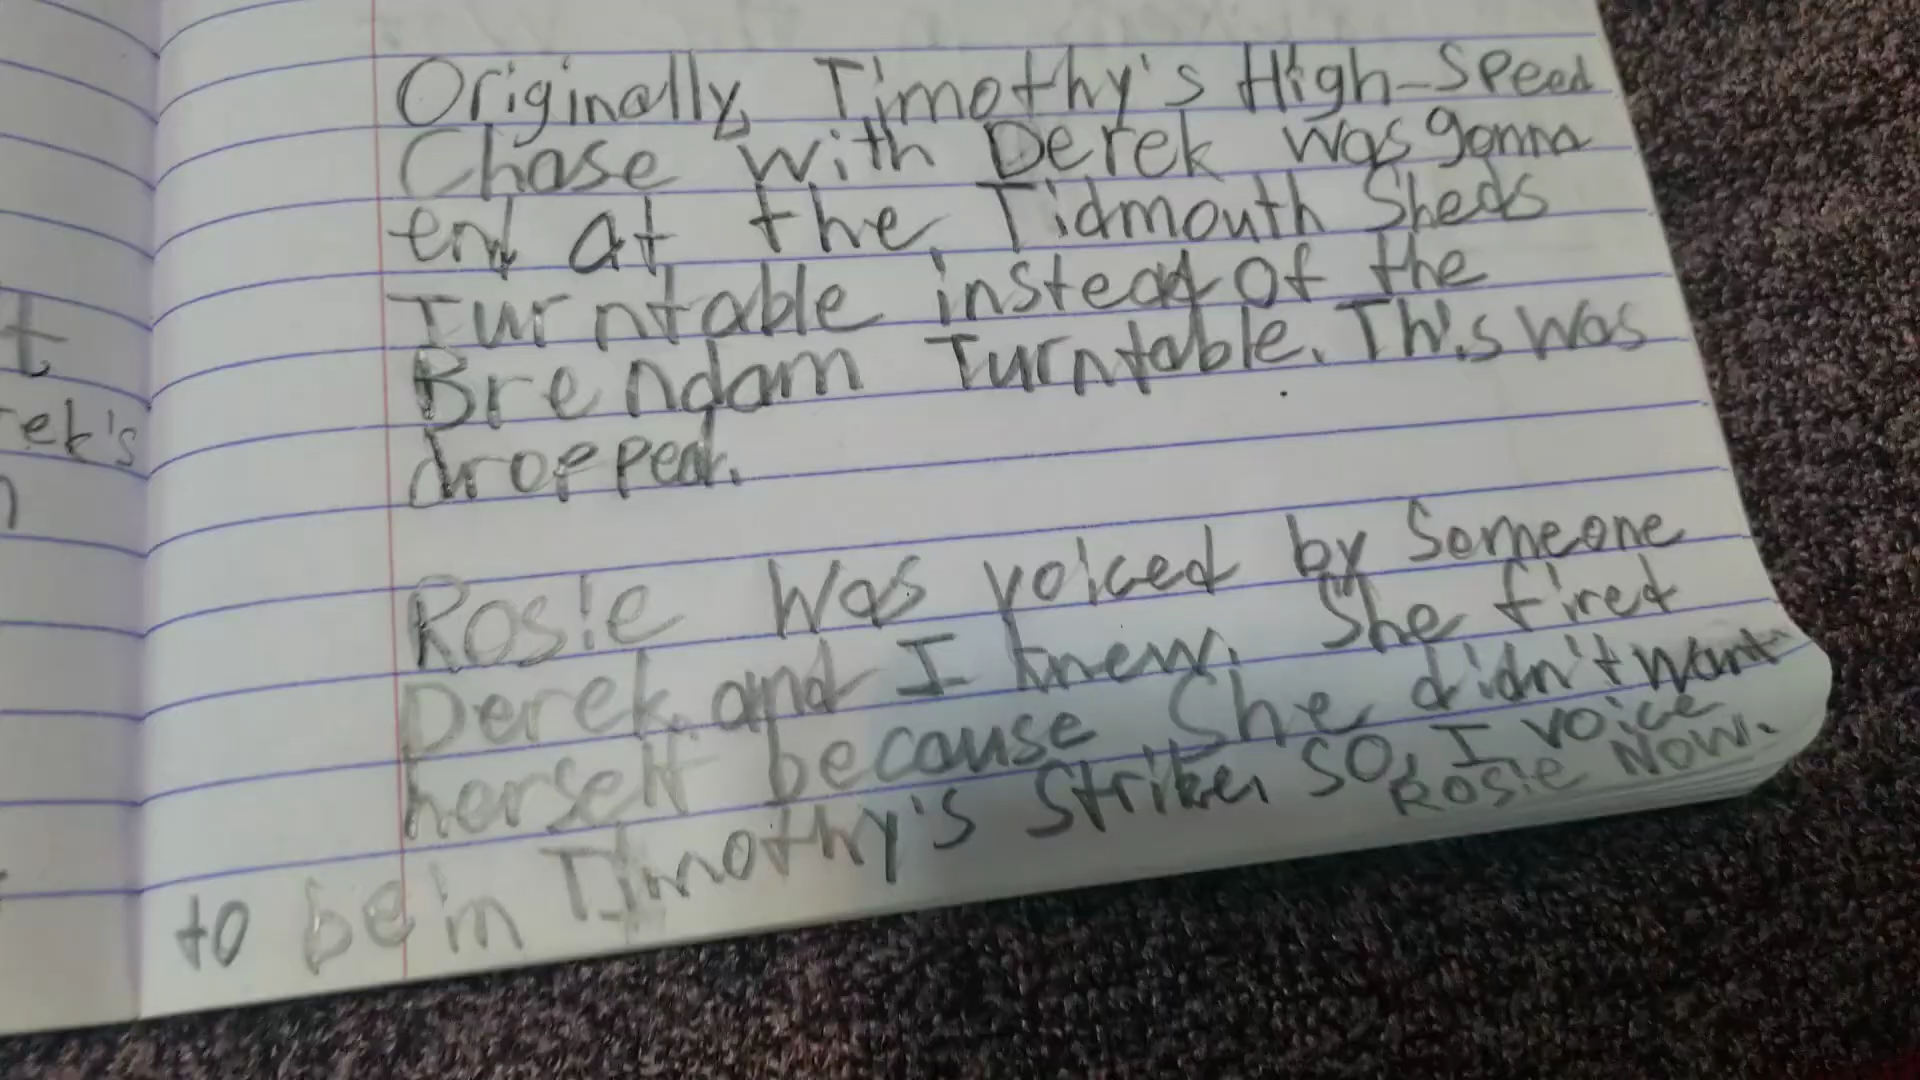 t
ek's
Originally, Timothy's High-Speed
Chase with Derek was gonna
end at the Tidmouth Sheds
Turntable instead of the
Brendam Turntable. This was
dropped.
Rosie was voiced by Someone
Derek and I knew. She fired
herself because She didn't want
to be in Timothy's Strike, so, I voice
Rosie Now.